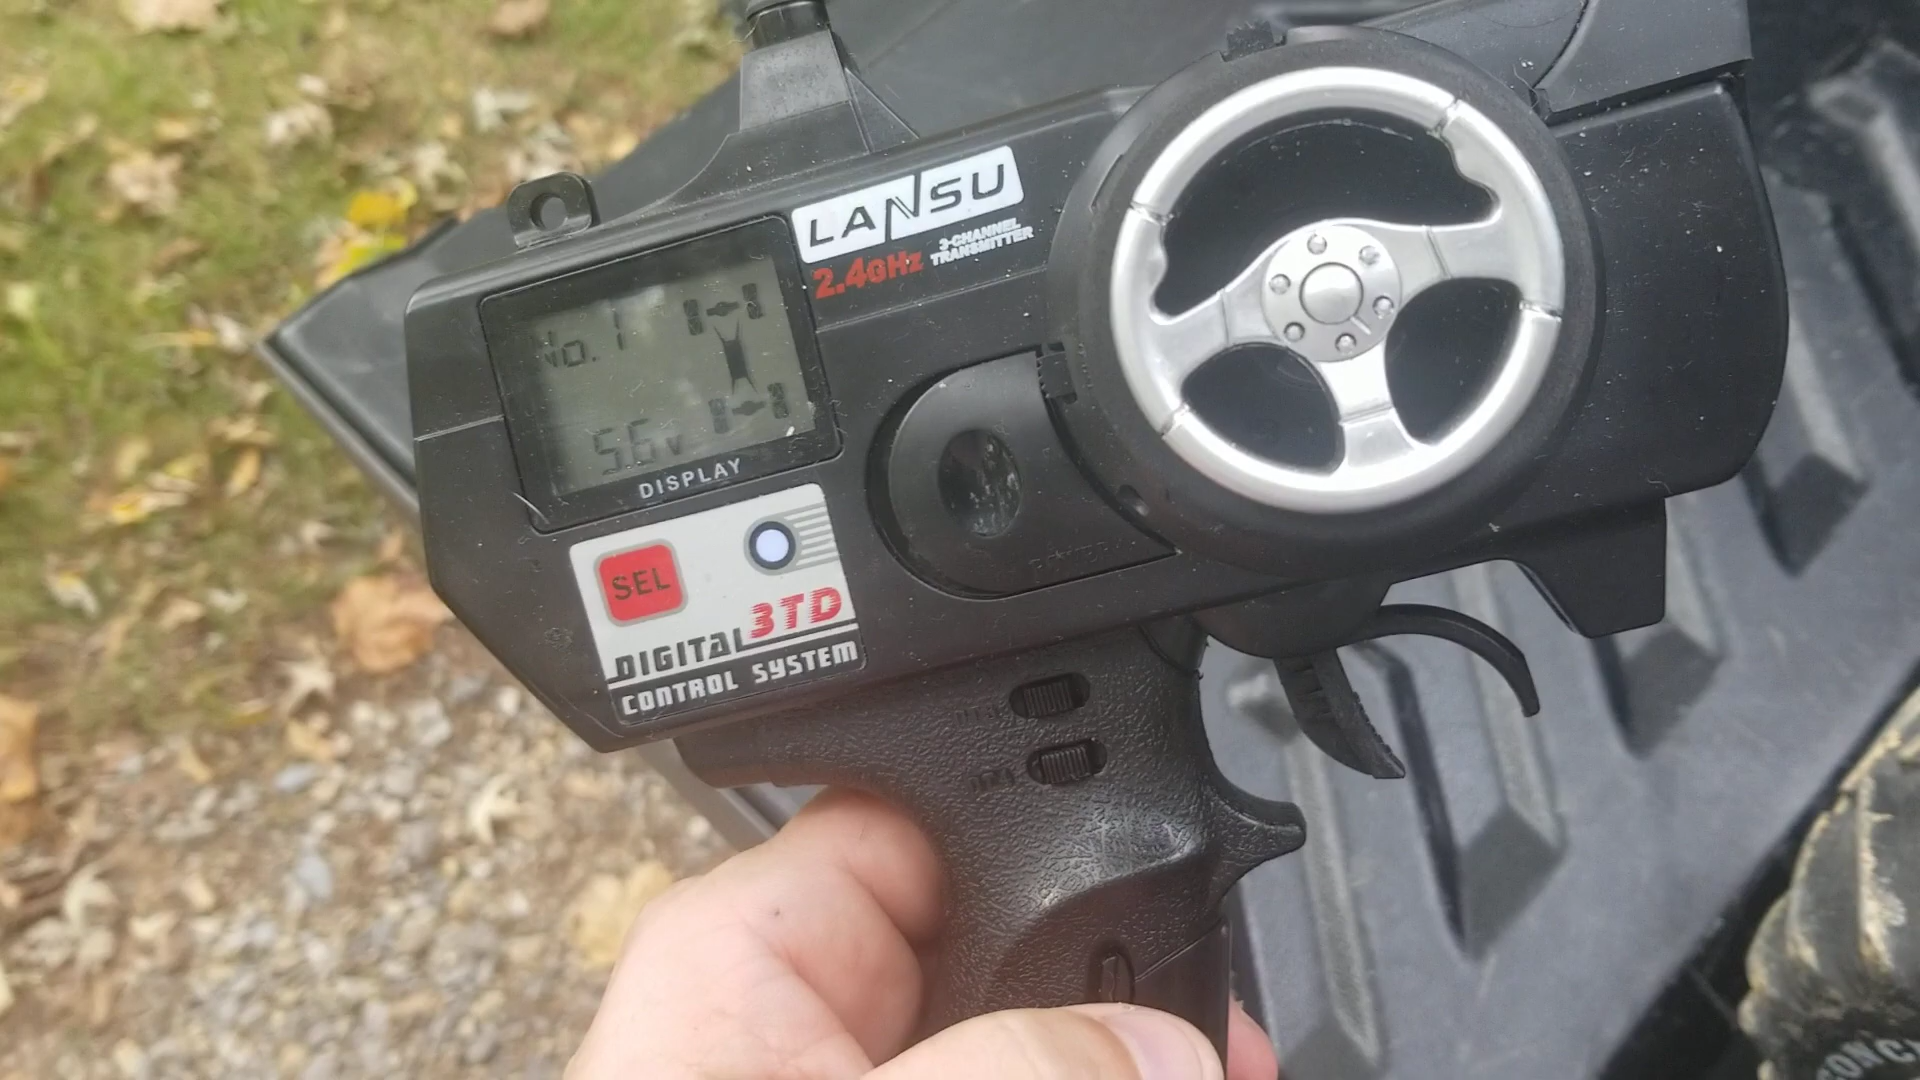 LANSU
2.4GHz
3-CHANNEL
TRANSMITTER
No. 1
5.6v
DISPLAY
SEL
DIGITAL 3TD
CONTROL SYSTEM